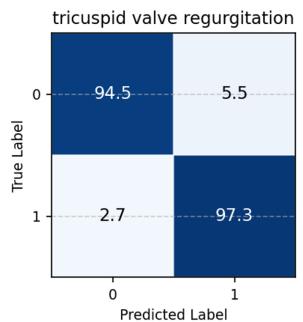 tricuspid valve regurgitation
True Label
0
94.5
5.5
1
2.7
97.3
0
1
Predicted Label